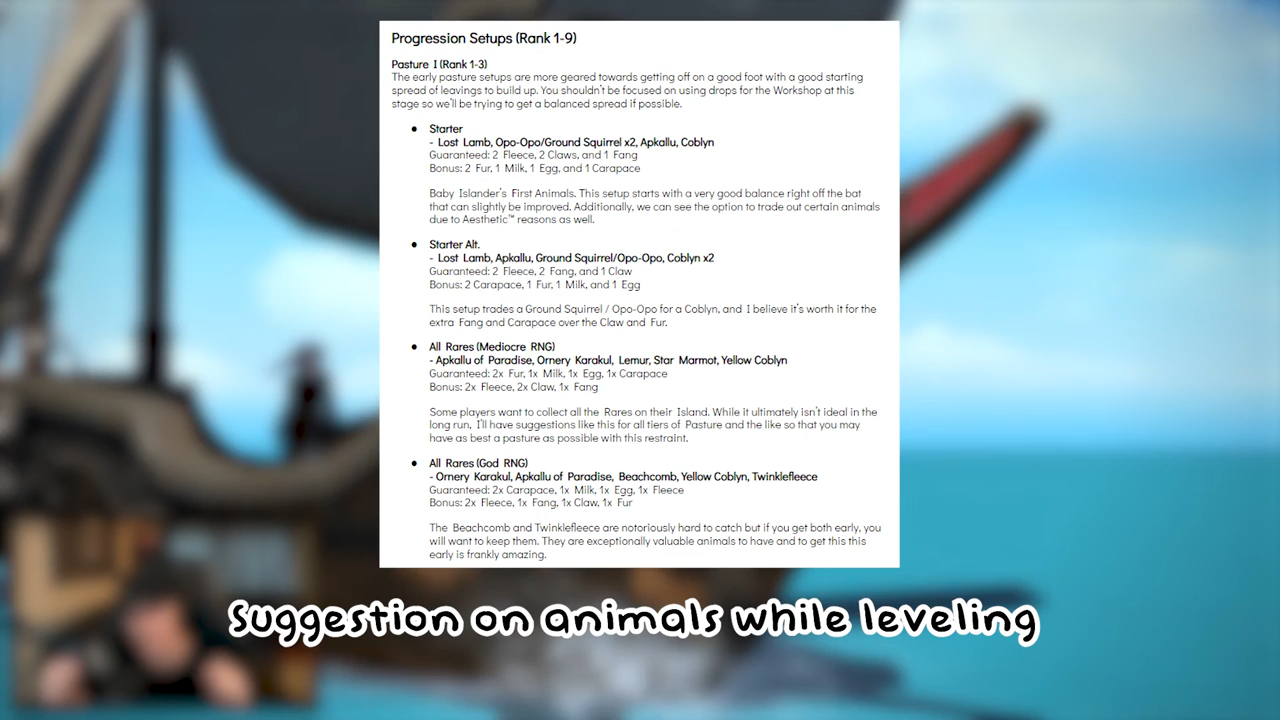 Progression Setups (Rank 1-9)
Pasture I (Rank 1-3)
The early pasture setups are more geared towards getting off on a good foot with a good starting
spread of leavings to build up. You shouldn't be focused on using drops for the Workshop at this
stage so we'll be trying to get a balanced spread if possible.
● Starter
- Lost Lamb, Opo-Opo/Ground Squirrel x2, Apkallu, Coblyn
Guaranteed: 2 Fleece, 2 Claws, and 1 Fang
Bonus: 2 Fur, 1 Milk, 1 Egg, and 1 Carapace
Baby Islander's First Animals. This setup starts with a very good balance right off the bat
that can slightly be improved. Additionally, we can see the option to trade out certain animals
due to Aesthetic™ reasons as well.
● Starter Alt.
- Lost Lamb, Apkallu, Ground Squirrel/Opo-Opo, Coblyn x2
Guaranteed: 2 Fleece, 2 Fang, and 1 Claw
Bonus: 2 Carapace, 1 Fur, 1 Milk, and 1 Egg
This setup trades a Ground Squirrel / Opo-Opo for a Coblyn, and I believe it's worth it for the
extra Fang and Carapace over the Claw and Fur.
● All Rares (Mediocre RNG)
- Apkallu of Paradise, Ornery Karakul, Lemur, Star Marmot, Yellow Coblyn
Guaranteed: 2x Fur, 1x Milk, 1x Egg, 1x Carapace
Bonus: 2x Fleece, 2x Claw, 1x Fang
Some players want to collect all the Rares on their Island. While it ultimately isn't ideal in the
long run, I'll have suggestions like this for all tiers of Pasture and the like so that you may
have as best a pasture as possible with this restraint.
● All Rares (God RNG)
- Ornery Karakul, Apkallu of Paradise, Beachcomb, Yellow Coblyn, Twinklefleece
Guaranteed: 2x Carapace, 1x Milk, 1x Egg, 1x Fleece
Bonus: 2x Fleece, 1x Fang, 1x Claw, 1x Fur
The Beachcomb and Twinklefleece are notoriously hard to catch but if you get both early, you
will want to keep them. They are exceptionally valuable animals to have and to get this this
early is frankly amazing.
Suggestion on animals while leveling